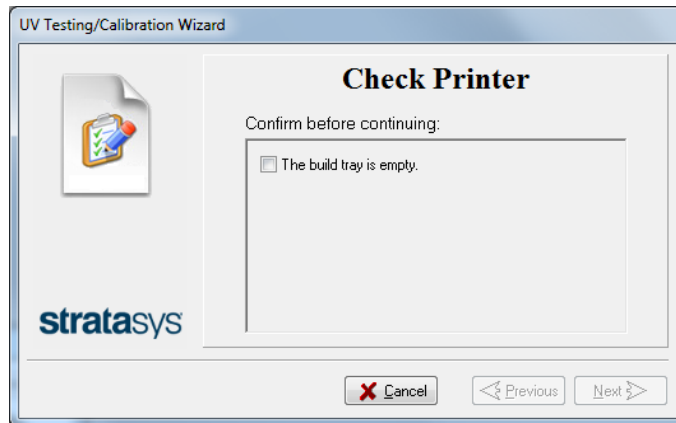 UV Testing/Calibration Wizard
Check Printer
Confirm before continuing:
The build tray is empty.
stratasys
Cancel
Previous
Next